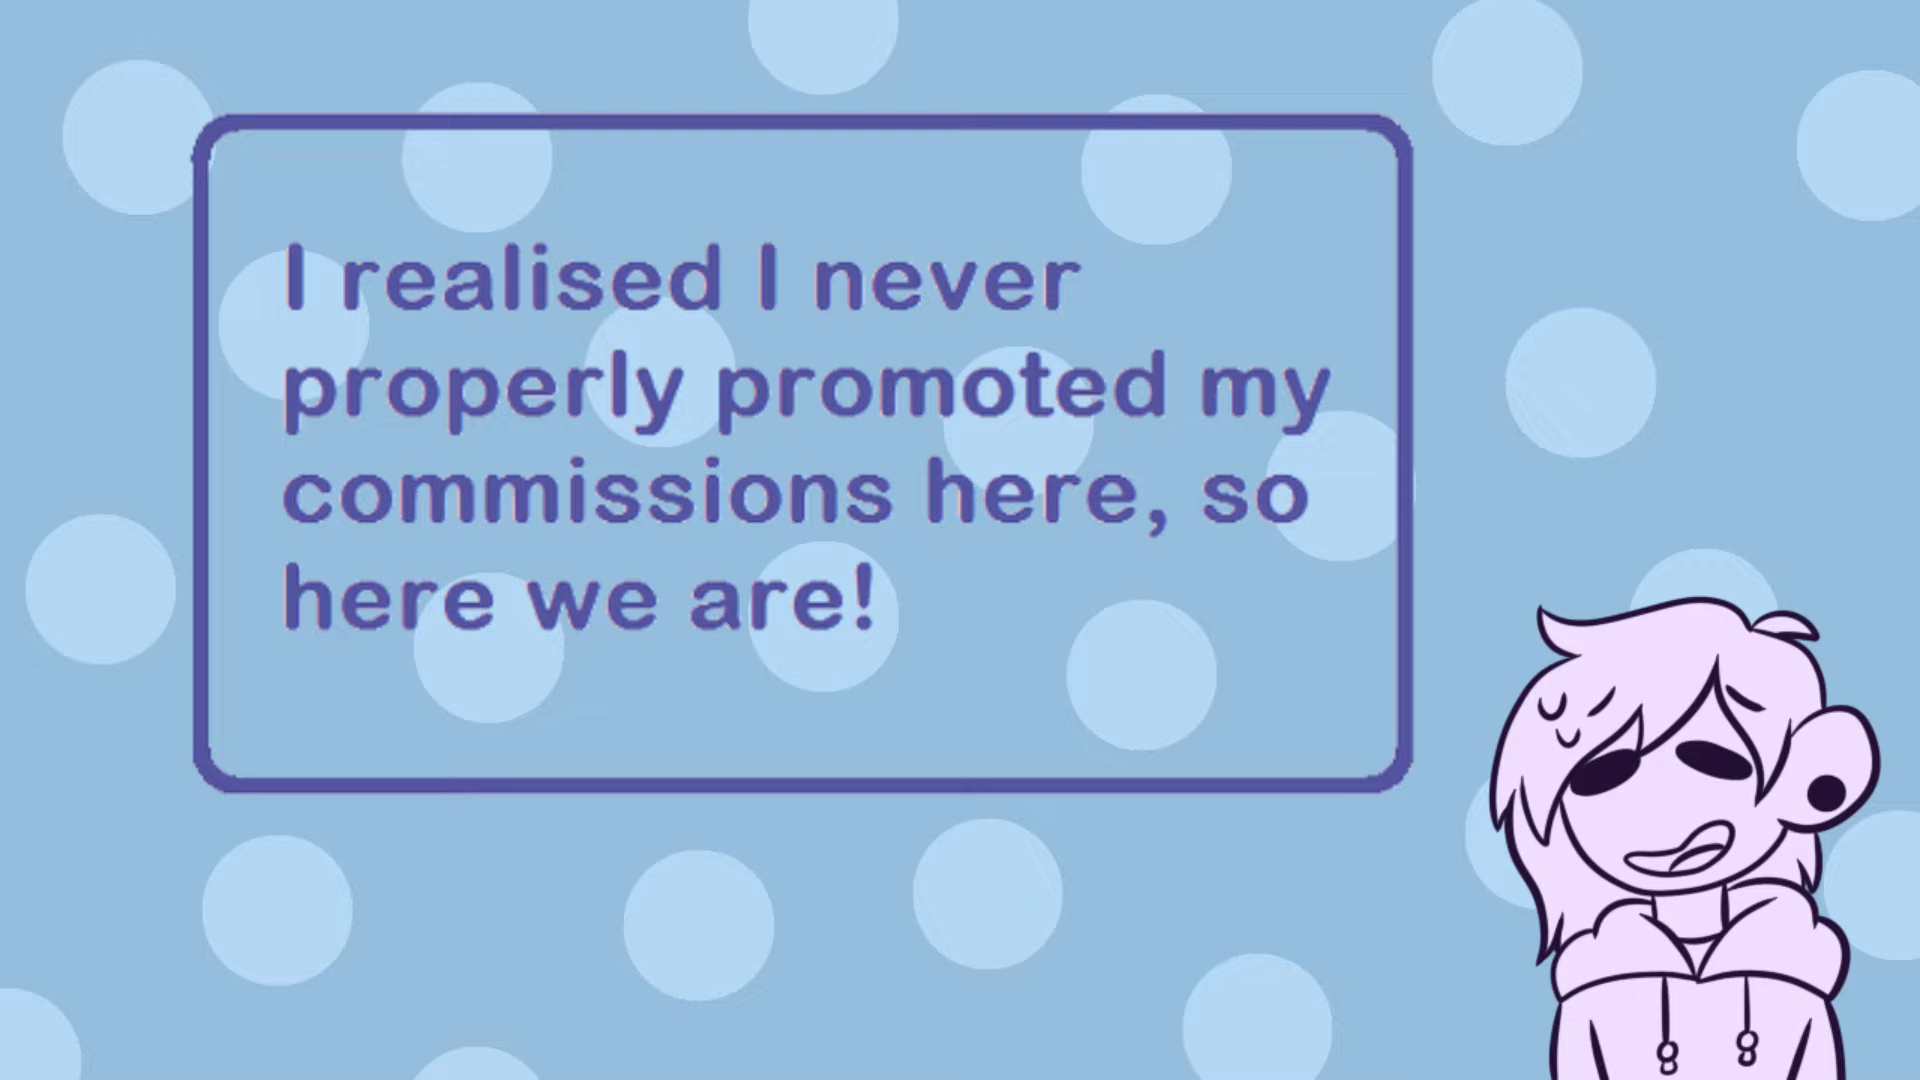 I realised I never
properly promoted my
commissions here, so
here we are!